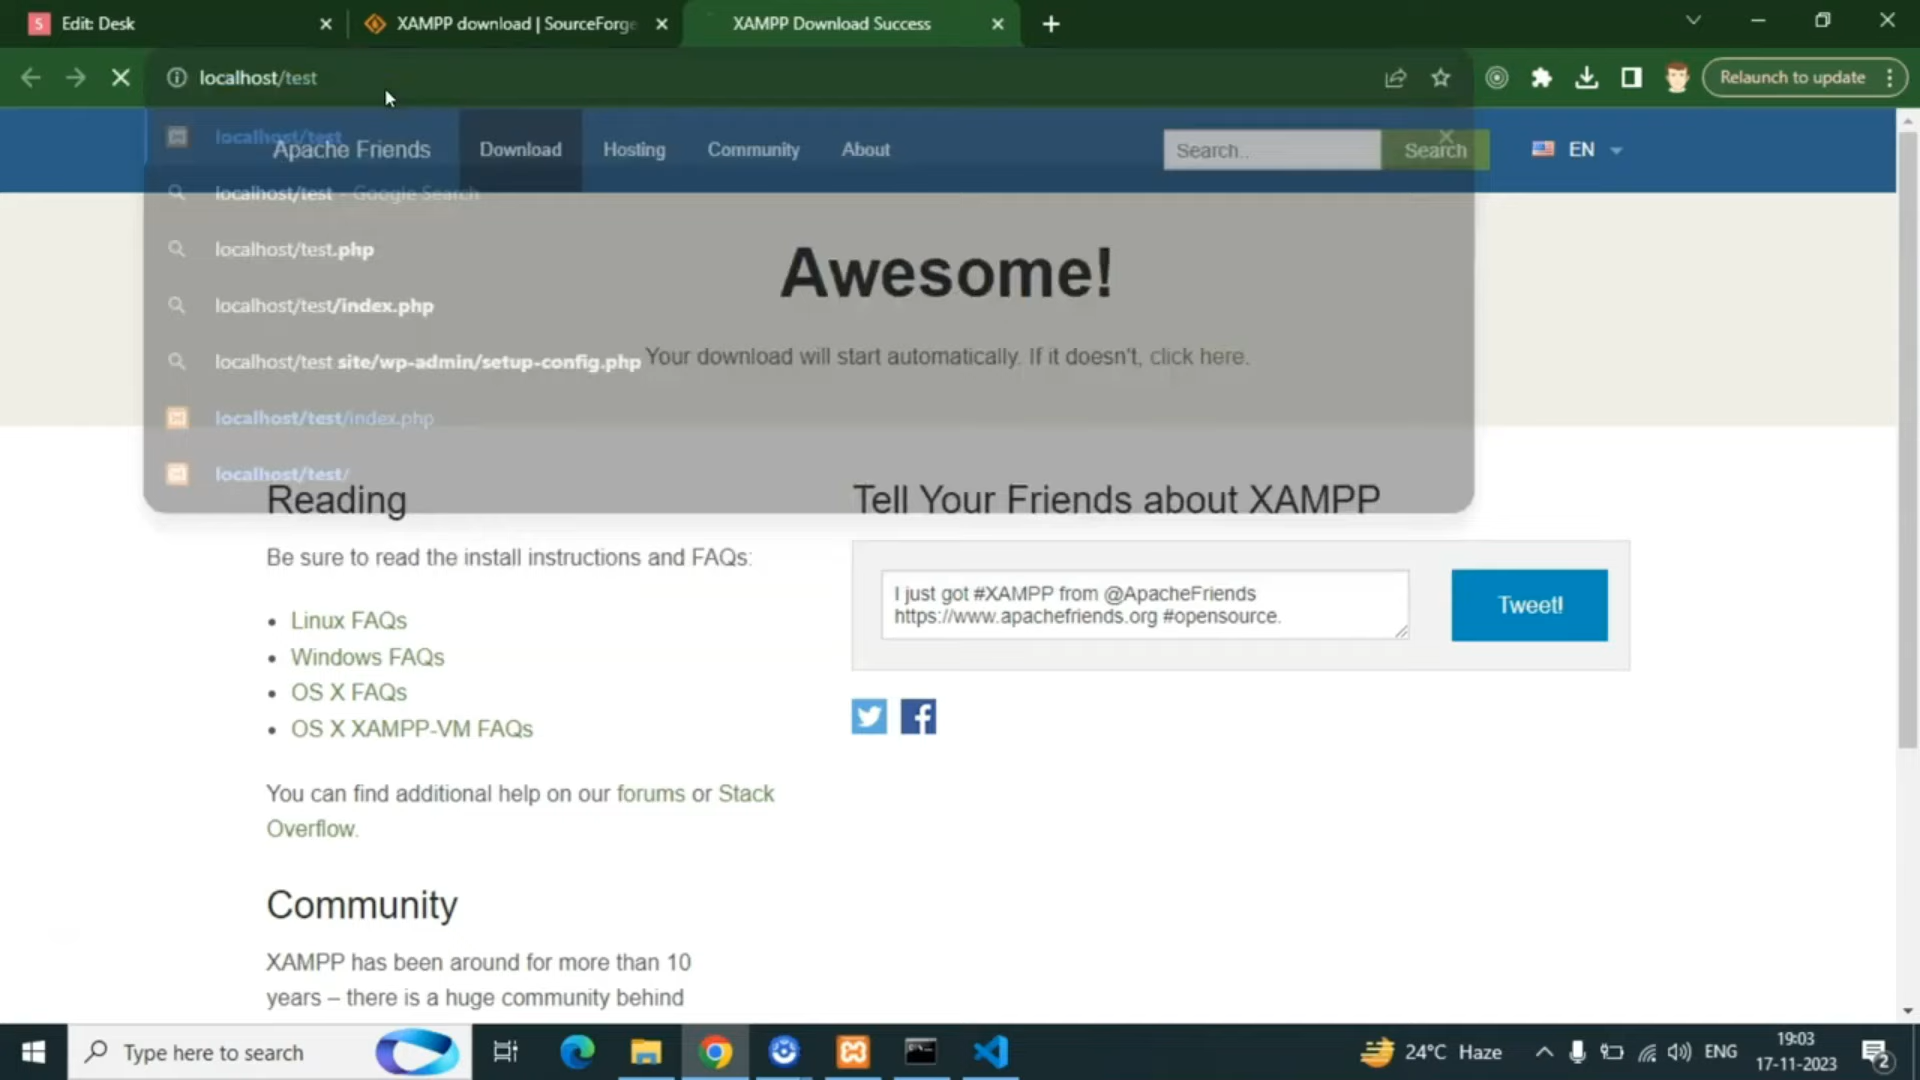 Edit: Desk
XAMPP download | SourceForge
XAMPP Download Success
localhost/test
Relaunch to update
localhost/test
Apache Friends
Download
Hosting
Community
About
Search..
Search
EN
localhost/test - Google Search
localhost/test.php
localhost/test/index.php
localhost/test site/wp-admin/setup-config.php
localhost/test/index.php
localhost/test/
Awesome!
Your download will start automatically. If it doesn't, click here.
Reading
Be sure to read the install instructions and FAQs:
Linux FAQs
Windows FAQs
OS X FAQs
OS X XAMPP-VM FAQs
You can find additional help on our forums or Stack
Overflow.
Tell Your Friends about XAMPP
I just got #XAMPP from @ApacheFriends
https://www.apachefriends.org #opensource.
Tweet!
Community
XAMPP has been around for more than 10
years – there is a huge community behind
Type here to search
24°C Haze
ENG
19:03
17-11-2023
2